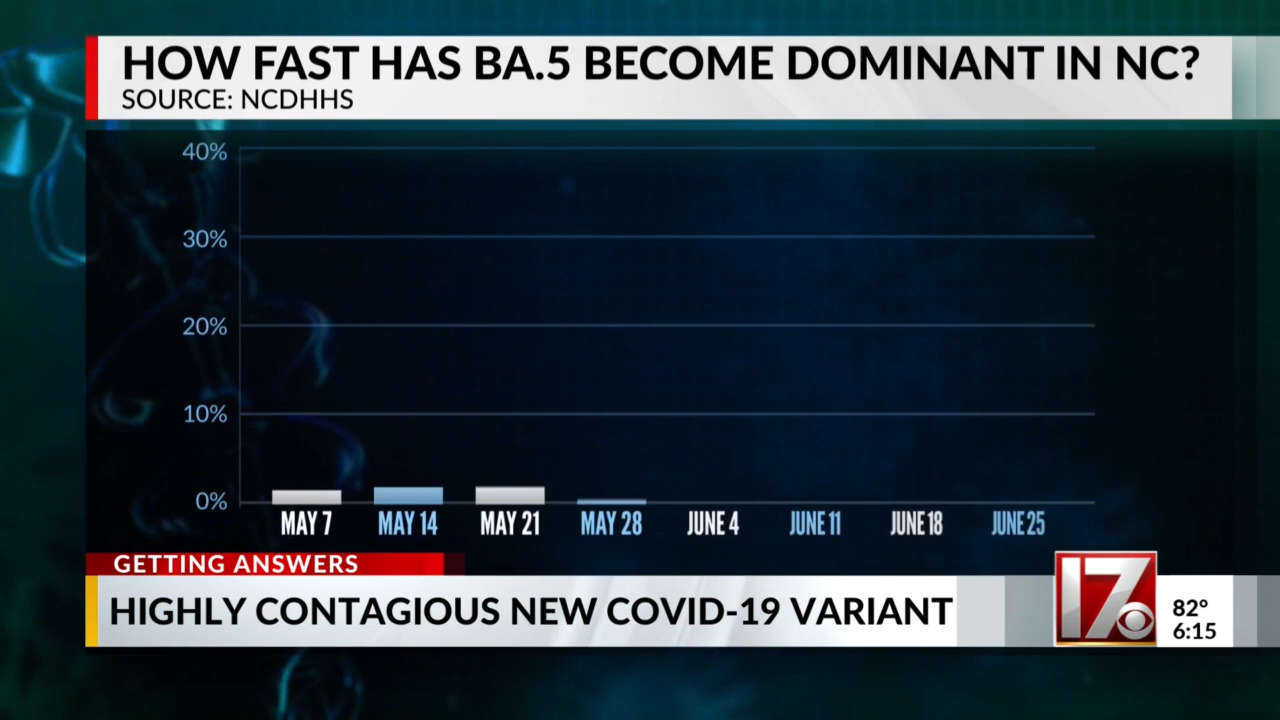 HOW FAST HAS BA.5 BECOME DOMINANT IN NC?
SOURCE: NCDHHS
40%
30%
20%
10%
0%
MAY 7 MAY 14 MAY 21 MAY 28 JUNE 4 JUNE 11 JUNE 18 JUNE 25
GETTING ANSWERS
HIGHLY CONTAGIOUS NEW COVID-19 VARIANT
17
82°
6:15